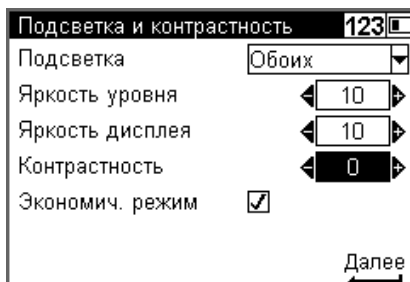 Подсветка и контрастность 123
Подсветка Обоих
Яркость уровня 10
Яркость дисплея 10
Контрастность 0
Экономич. режим
Далее